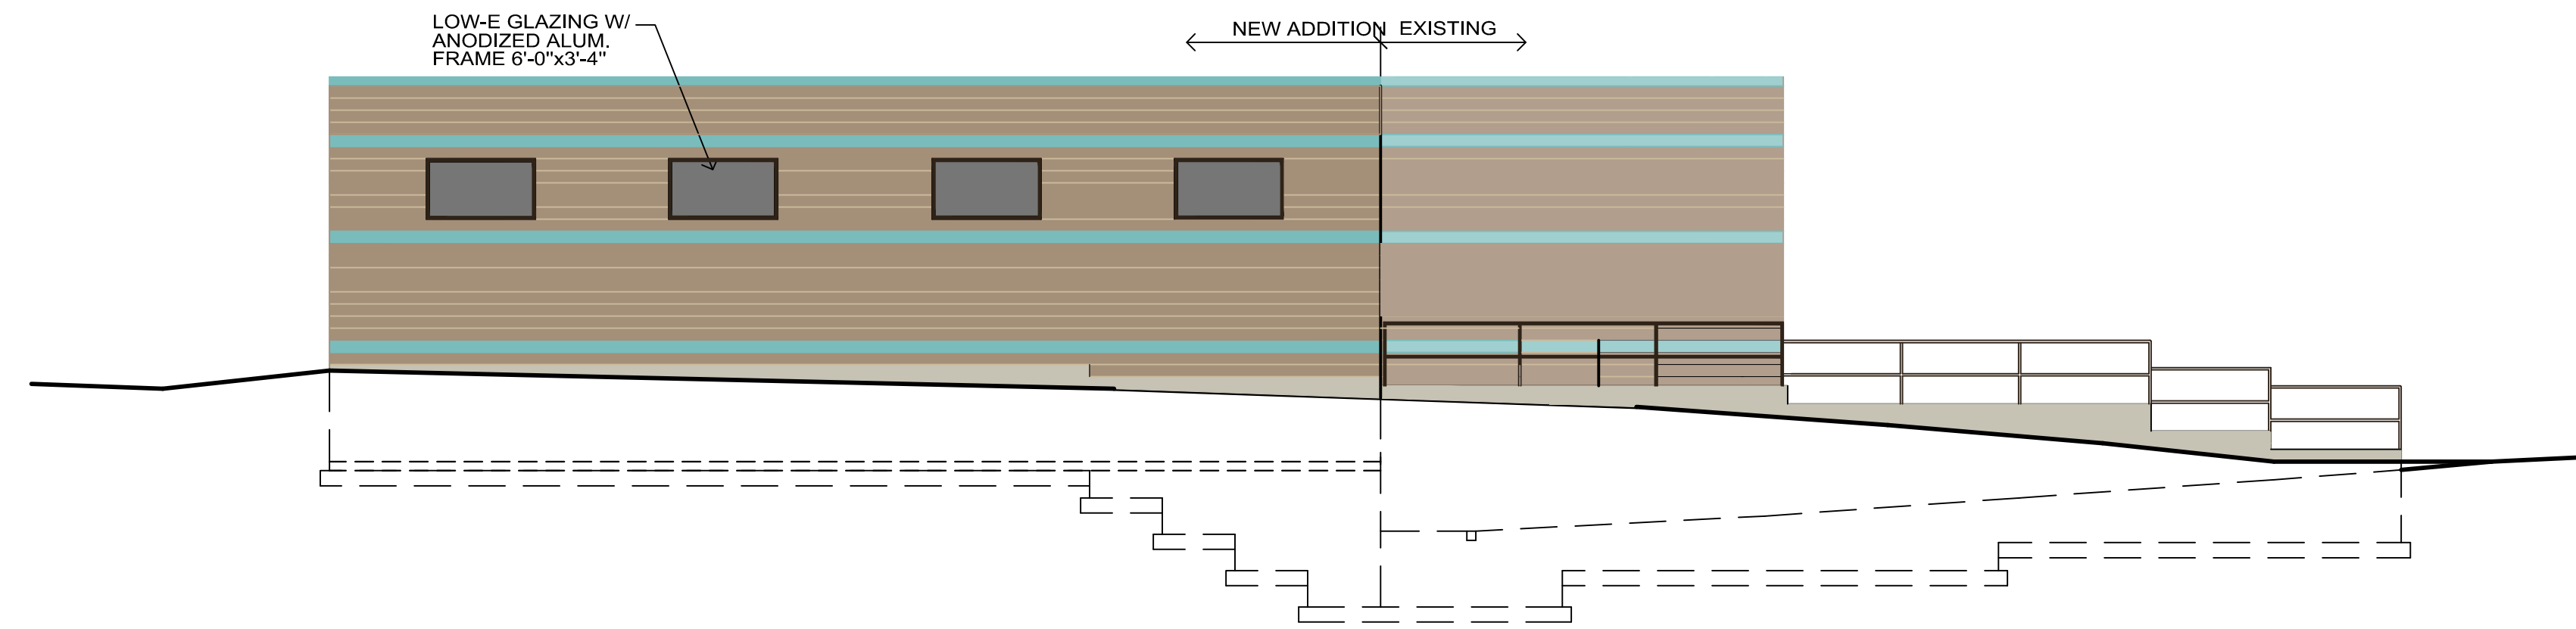 LOW-E GLAZING W/
ANODIZED ALUM.
FRAME 6'-0"x3'-4"
NEW ADDITION EXISTING